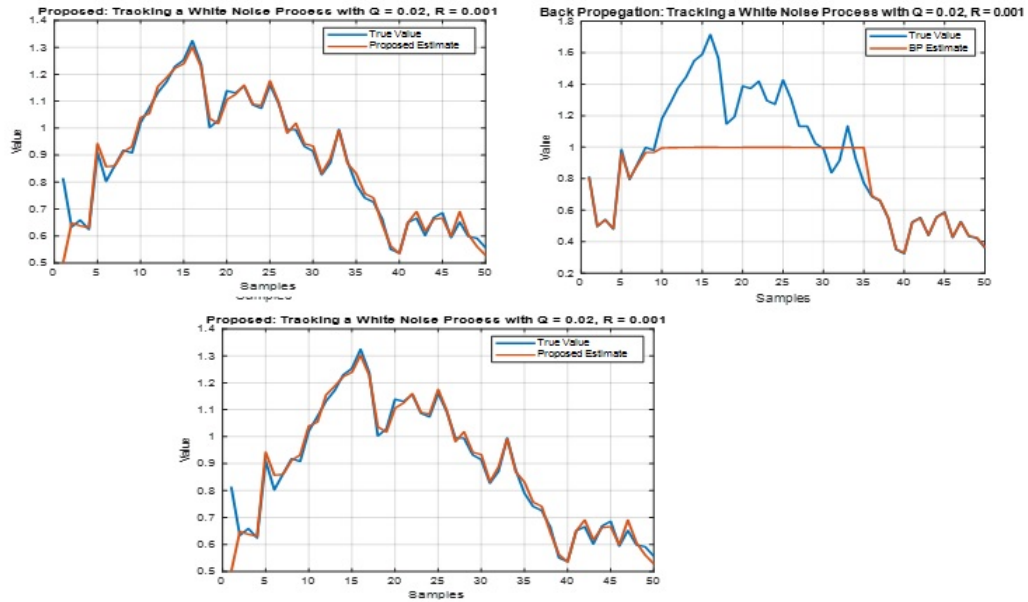 Proposed: Tracking a White Noise Process with Q = 0.02, R = 0.001
True Value
Proposed Estimate
1.4
1.3
1.2
1.1
1
0.9
0.8
0.7
0.6
0.5
Value
0 5 10 15 20 25 30 35 40 45 50
Samples
Samples
Back Propegation: Tracking a White Noise Process with Q = 0.02, R = 0.001
True Value
BP Estimate
1.8
1.6
1.4
1.2
1
0.8
0.6
0.4
0.2
Value
0 5 10 15 20 25 30 35 40 45 50
Samples
Proposed: Tracking a White Noise Process with Q = 0.02, R = 0.001
True Value
Proposed Estimate
1.4
1.3
1.2
1.1
1
0.9
0.8
0.7
0.6
0.5
Value
0 5 10 15 20 25 30 35 40 45 50
Samples